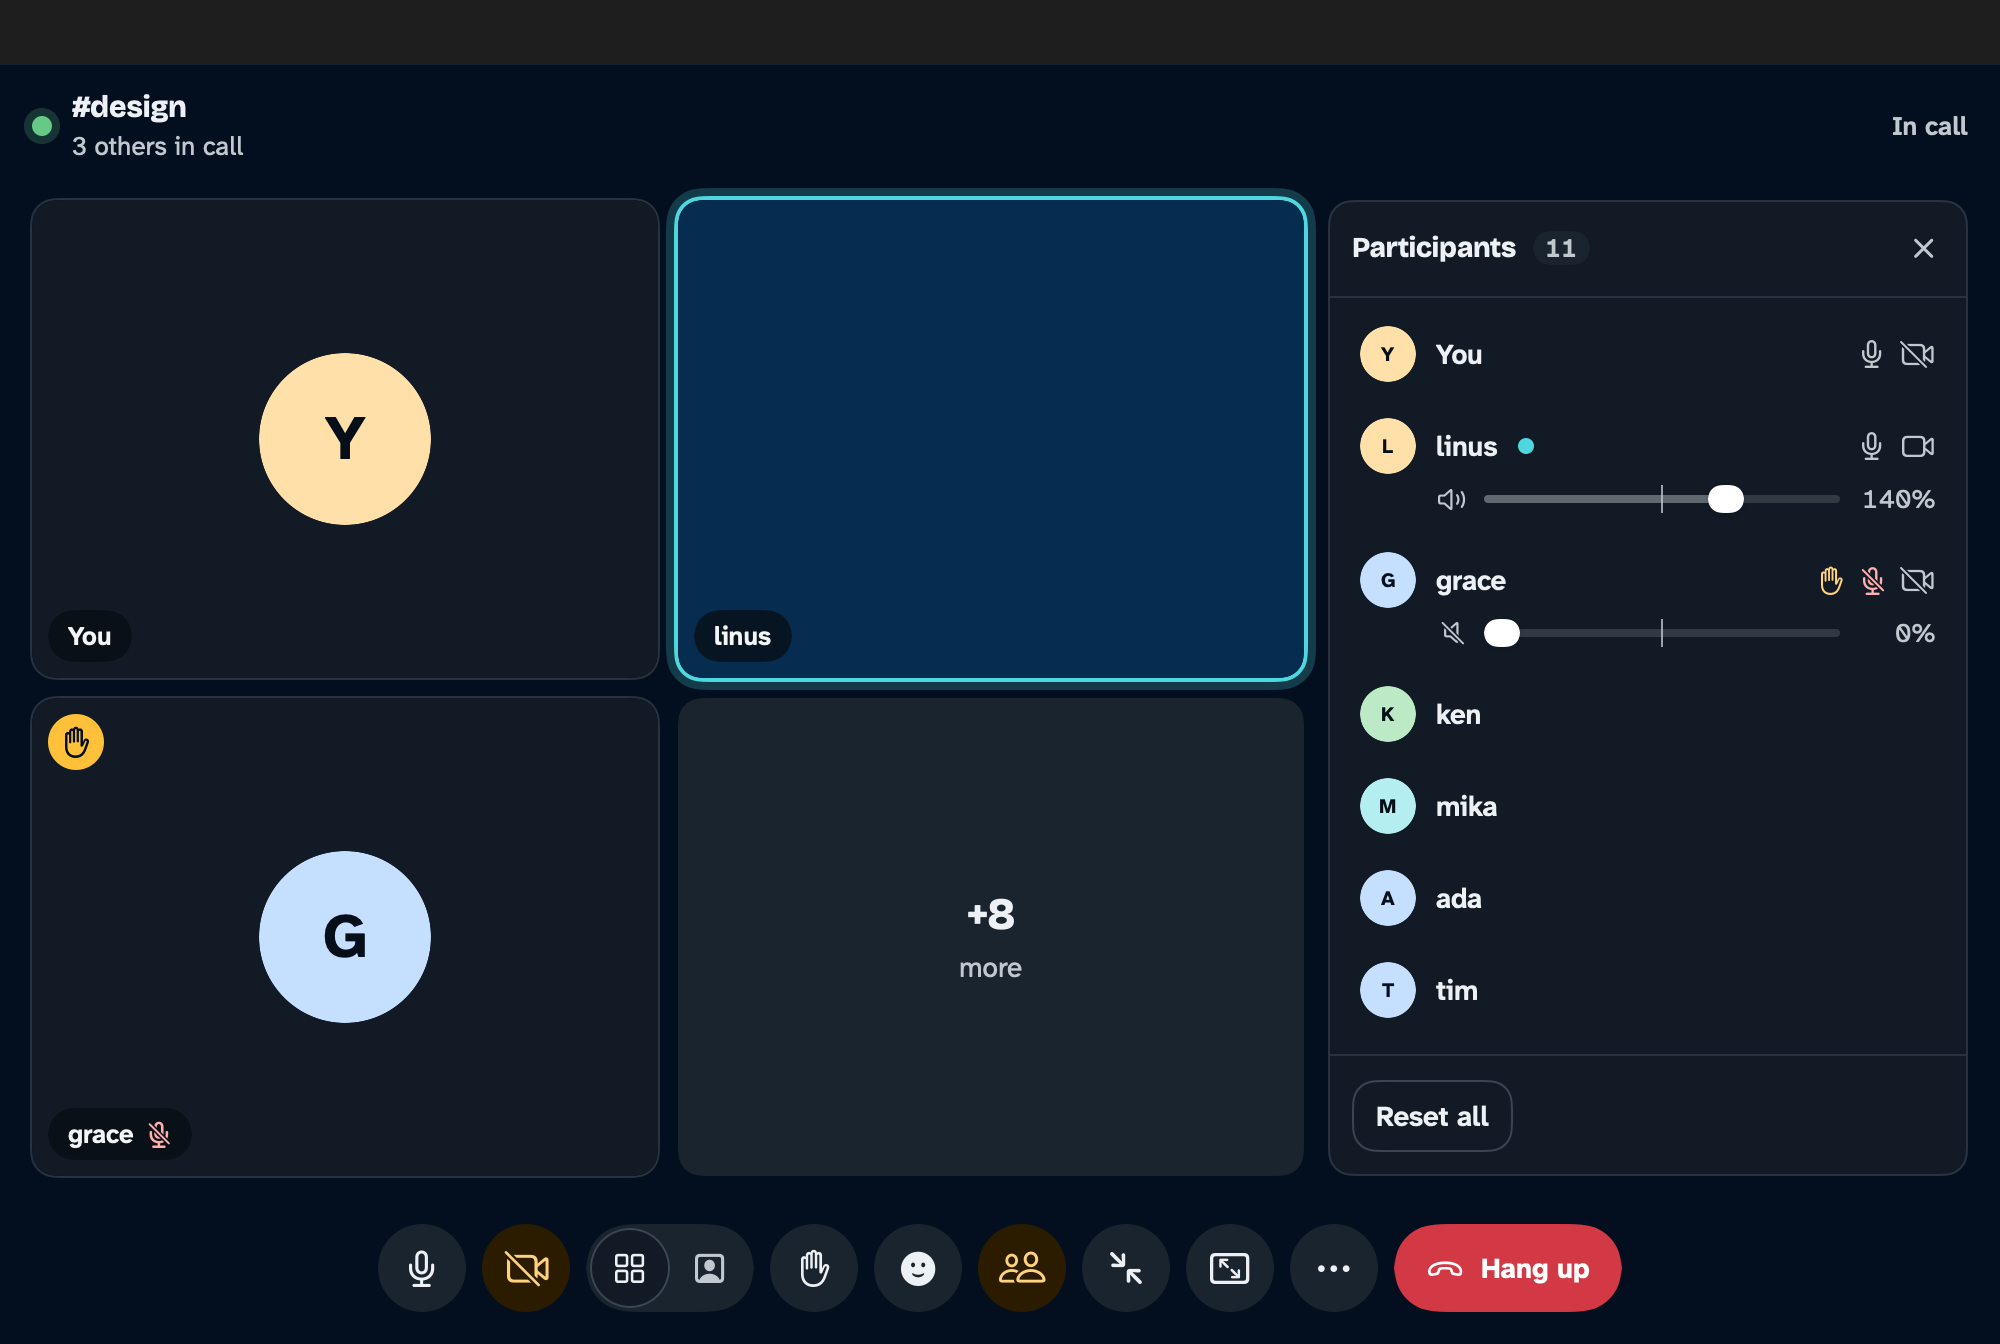 #design
3 others in call
In call
Y
You
linus
G
grace
+8
more
Participants 11
Y You
L linus
140%
G grace
0%
K ken
M mika
A ada
T tim
Reset all
Hang up